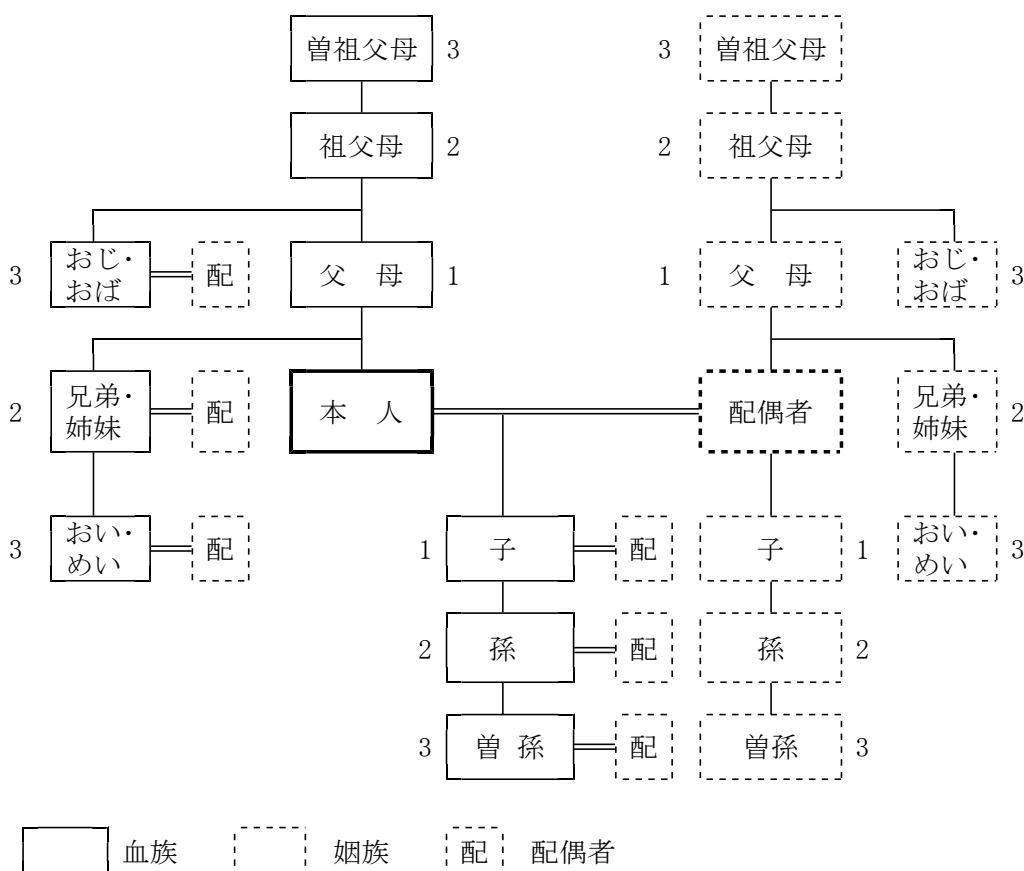 曽祖父母 3
3 曽祖父母
祖父母 2
2 祖父母
3 おじ・
おば
配
父 母 1
1 父 母
おじ・
おば 3
2 兄弟・
姉妹
配
本 人
配偶者
兄弟・
姉妹 2
3 おい・
めい
配
1 子
配
子 1
おい・
めい 3
2 孫
配
孫 2
3 曽 孫
配
曽孫 3
血族
姻族
配 配偶者